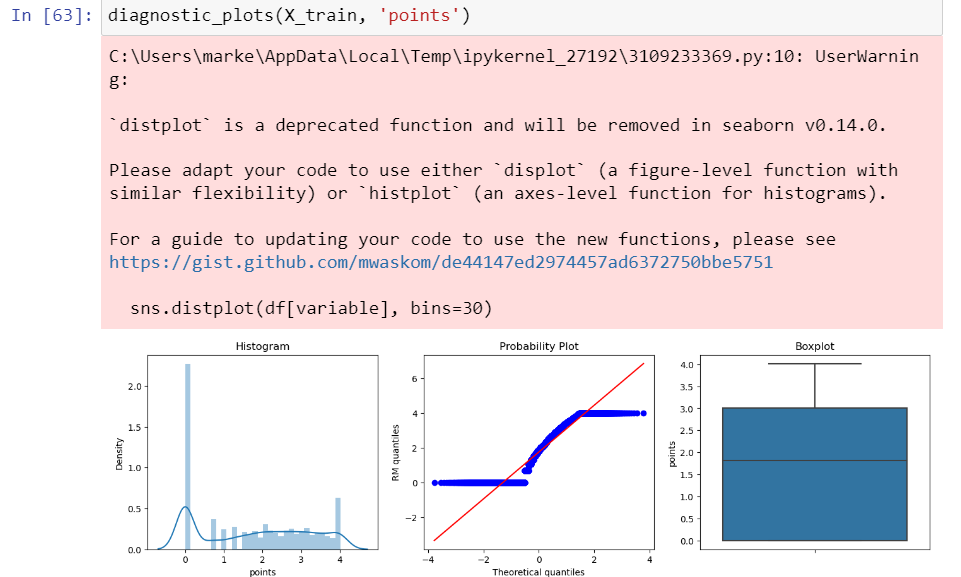 In [63]: diagnostic_plots(X_train, 'points')
C:\Users\marke\AppData\Local\Temp\ipykernel_27192\3109233369.py:10: UserWarnin
g:
`distplot` is a deprecated function and will be removed in seaborn v0.14.0.
Please adapt your code to use either `displot` (a figure-level function with
similar flexibility) or `histplot` (an axes-level function for histograms).
For a guide to updating your code to use the new functions, please see
https://gist.github.com/mwaskom/de44147ed2974457ad6372750bbe5751
sns.distplot(df[variable], bins=30)
Histogram
Density
2.0
1.5
1.0
0.5
0.0
0 1 2 3 4
points
Probability Plot
RM quantiles
6
4
2
0
−2
−4 −2 0 2 4
Theoretical quantiles
Boxplot
points
4.0
3.5
3.0
2.5
2.0
1.5
1.0
0.5
0.0